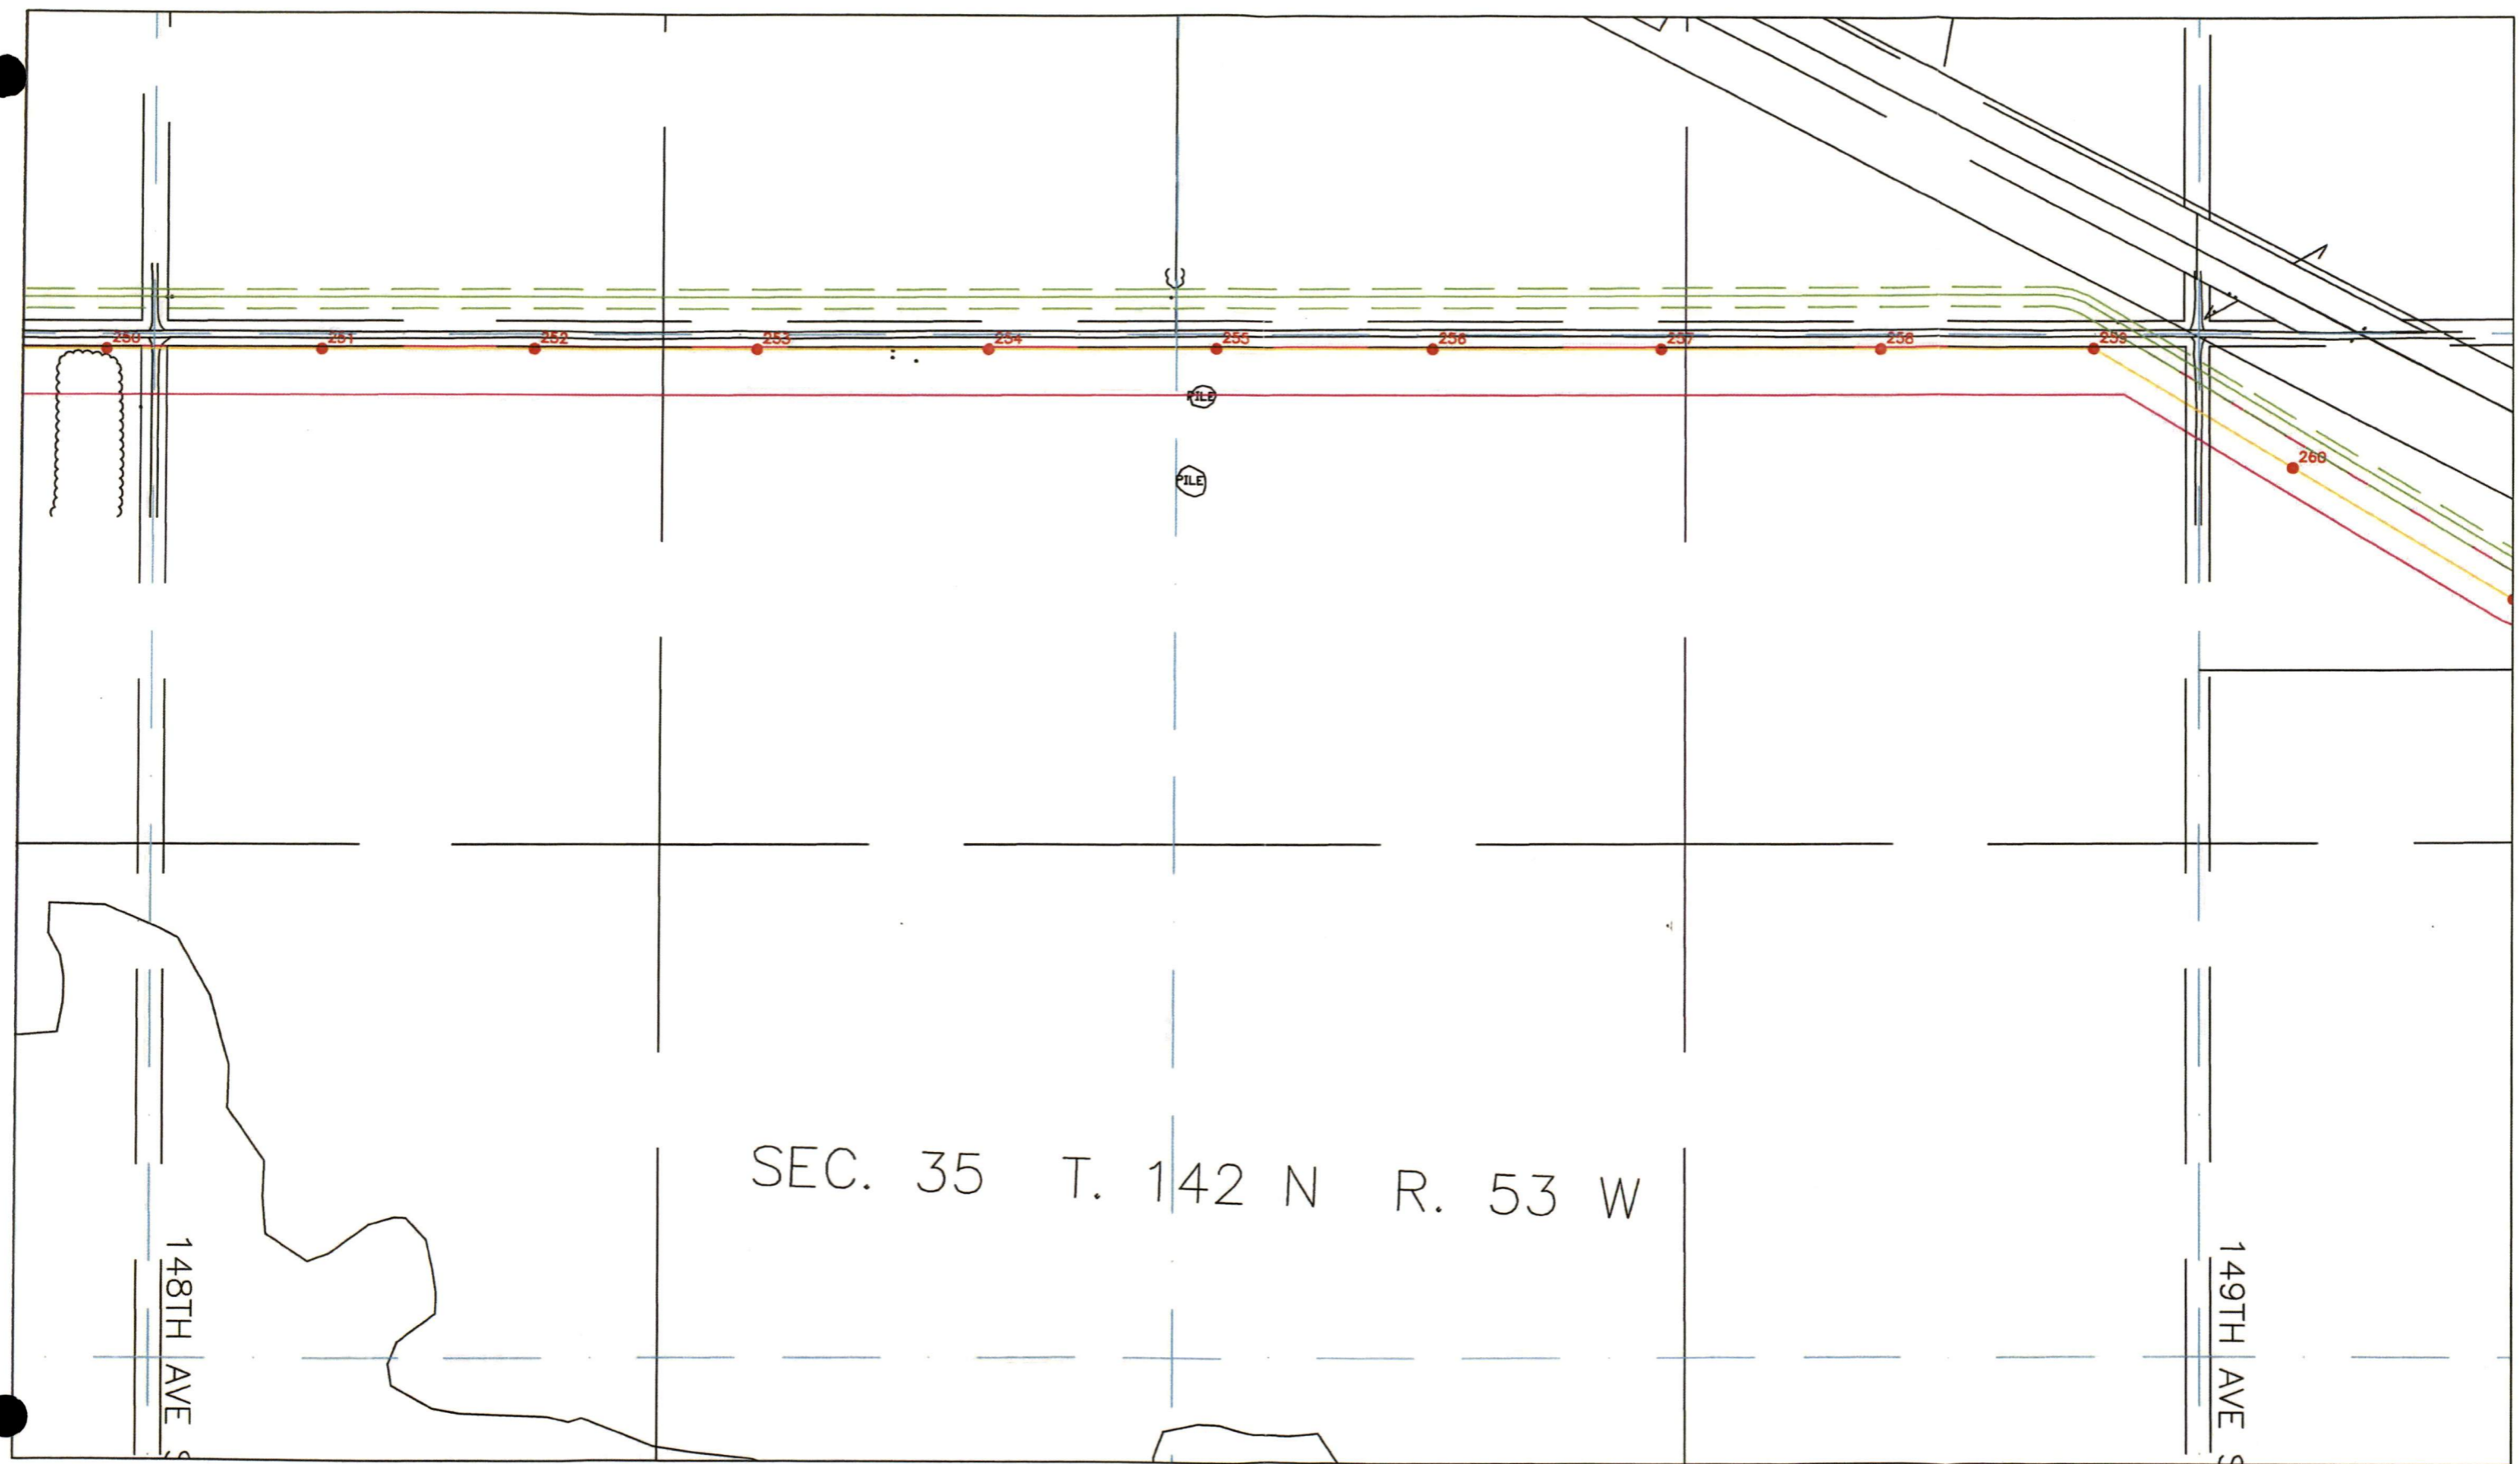 250 251 252 253 254 255 256 257 258 259
PILE
260
PILE
SEC. 35 T. 142 N R. 53 W
148TH AVE S
149TH AVE S